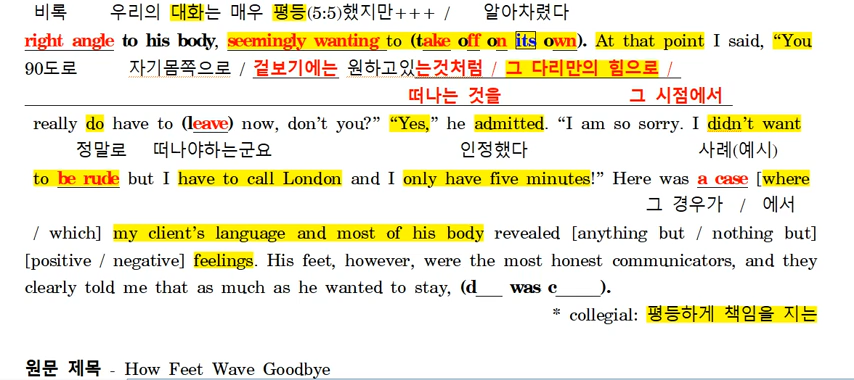 비록 우리의 대화는 매우 평등(5:5)했지만+++ / 알아차렸다
right angle to his body, seemingly wanting to (take off on its own). At that point I said, “You
90도로 자기몸쪽으로 / 겉보기에는 원하고있는것처럼 / 그 다리만의 힘으로 /
떠나는 것을 그 시점에서
really do have to (leave) now, don’t you?” “Yes,” he admitted. “I am so sorry. I didn’t want
정말로 떠나야하는군요 인정했다 사례(예시)
to be rude but I have to call London and I only have five minutes!” Here was a case [where
그 경우가 / 에서
/ which] my client’s language and most of his body revealed [anything but / nothing but]
[positive / negative] feelings. His feet, however, were the most honest communicators, and they
clearly told me that as much as he wanted to stay, (d___ was c_____).
* collegial: 평등하게 책임을 지는
원문 제목 - How Feet Wave Goodbye